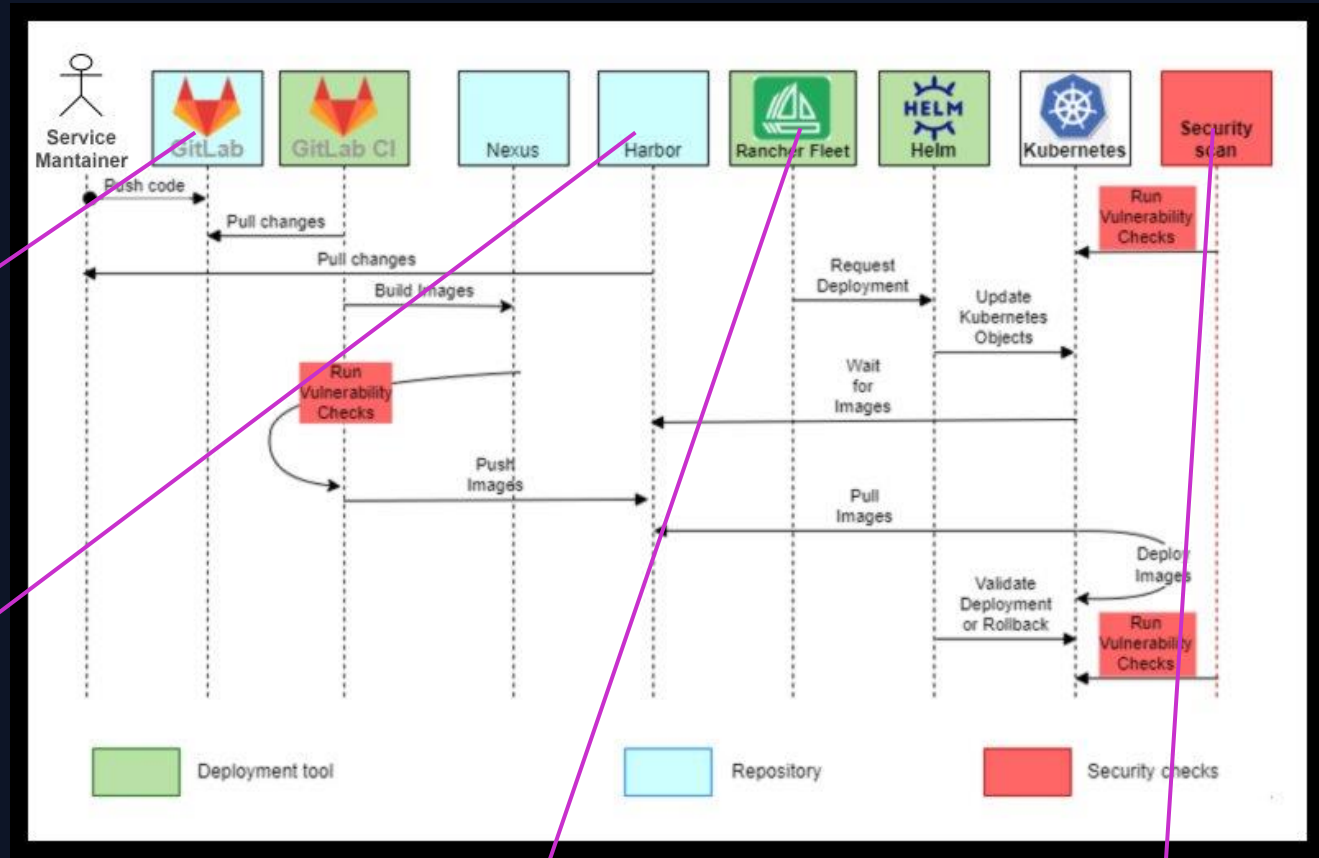 Service
Mantainer
GitLab
GitLab CI
Nexus
Harbor
Rancher Fleet
HELM
Helm
Kubernetes
Security
scan
Push code
Pull changes
Pull changes
Build Images
Run
Vulnerability
Checks
Request
Deployment
Update
Kubernetes
Objects
Wait
for
Images
Run
Vulnerability
Checks
Push
Images
Pull
Images
Deploy
Images
Validate
Deployment
or Rollback
Run
Vulnerability
Checks
Deployment tool
Repository
Security checks